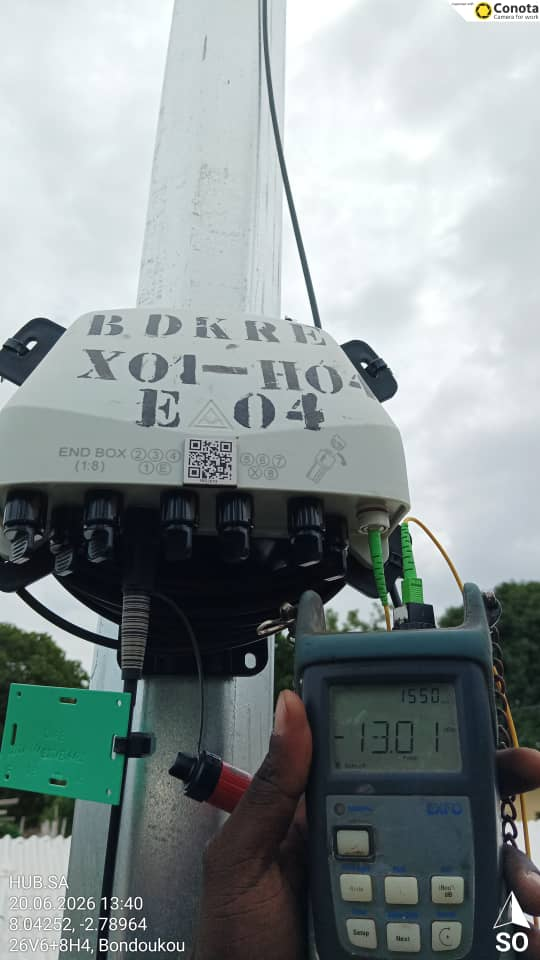 Conota
Camera for work
BDKRE
X01-H04
E 04
END BOX 2 3 4
(1:8) 1 E
5 6 7
X 8
1550
-13.01
EXFO
Setup
Next
HUB.SA
20.06.2026 13:40
8.04252, -2.78964
26V6+8H4, Bondoukou
SO